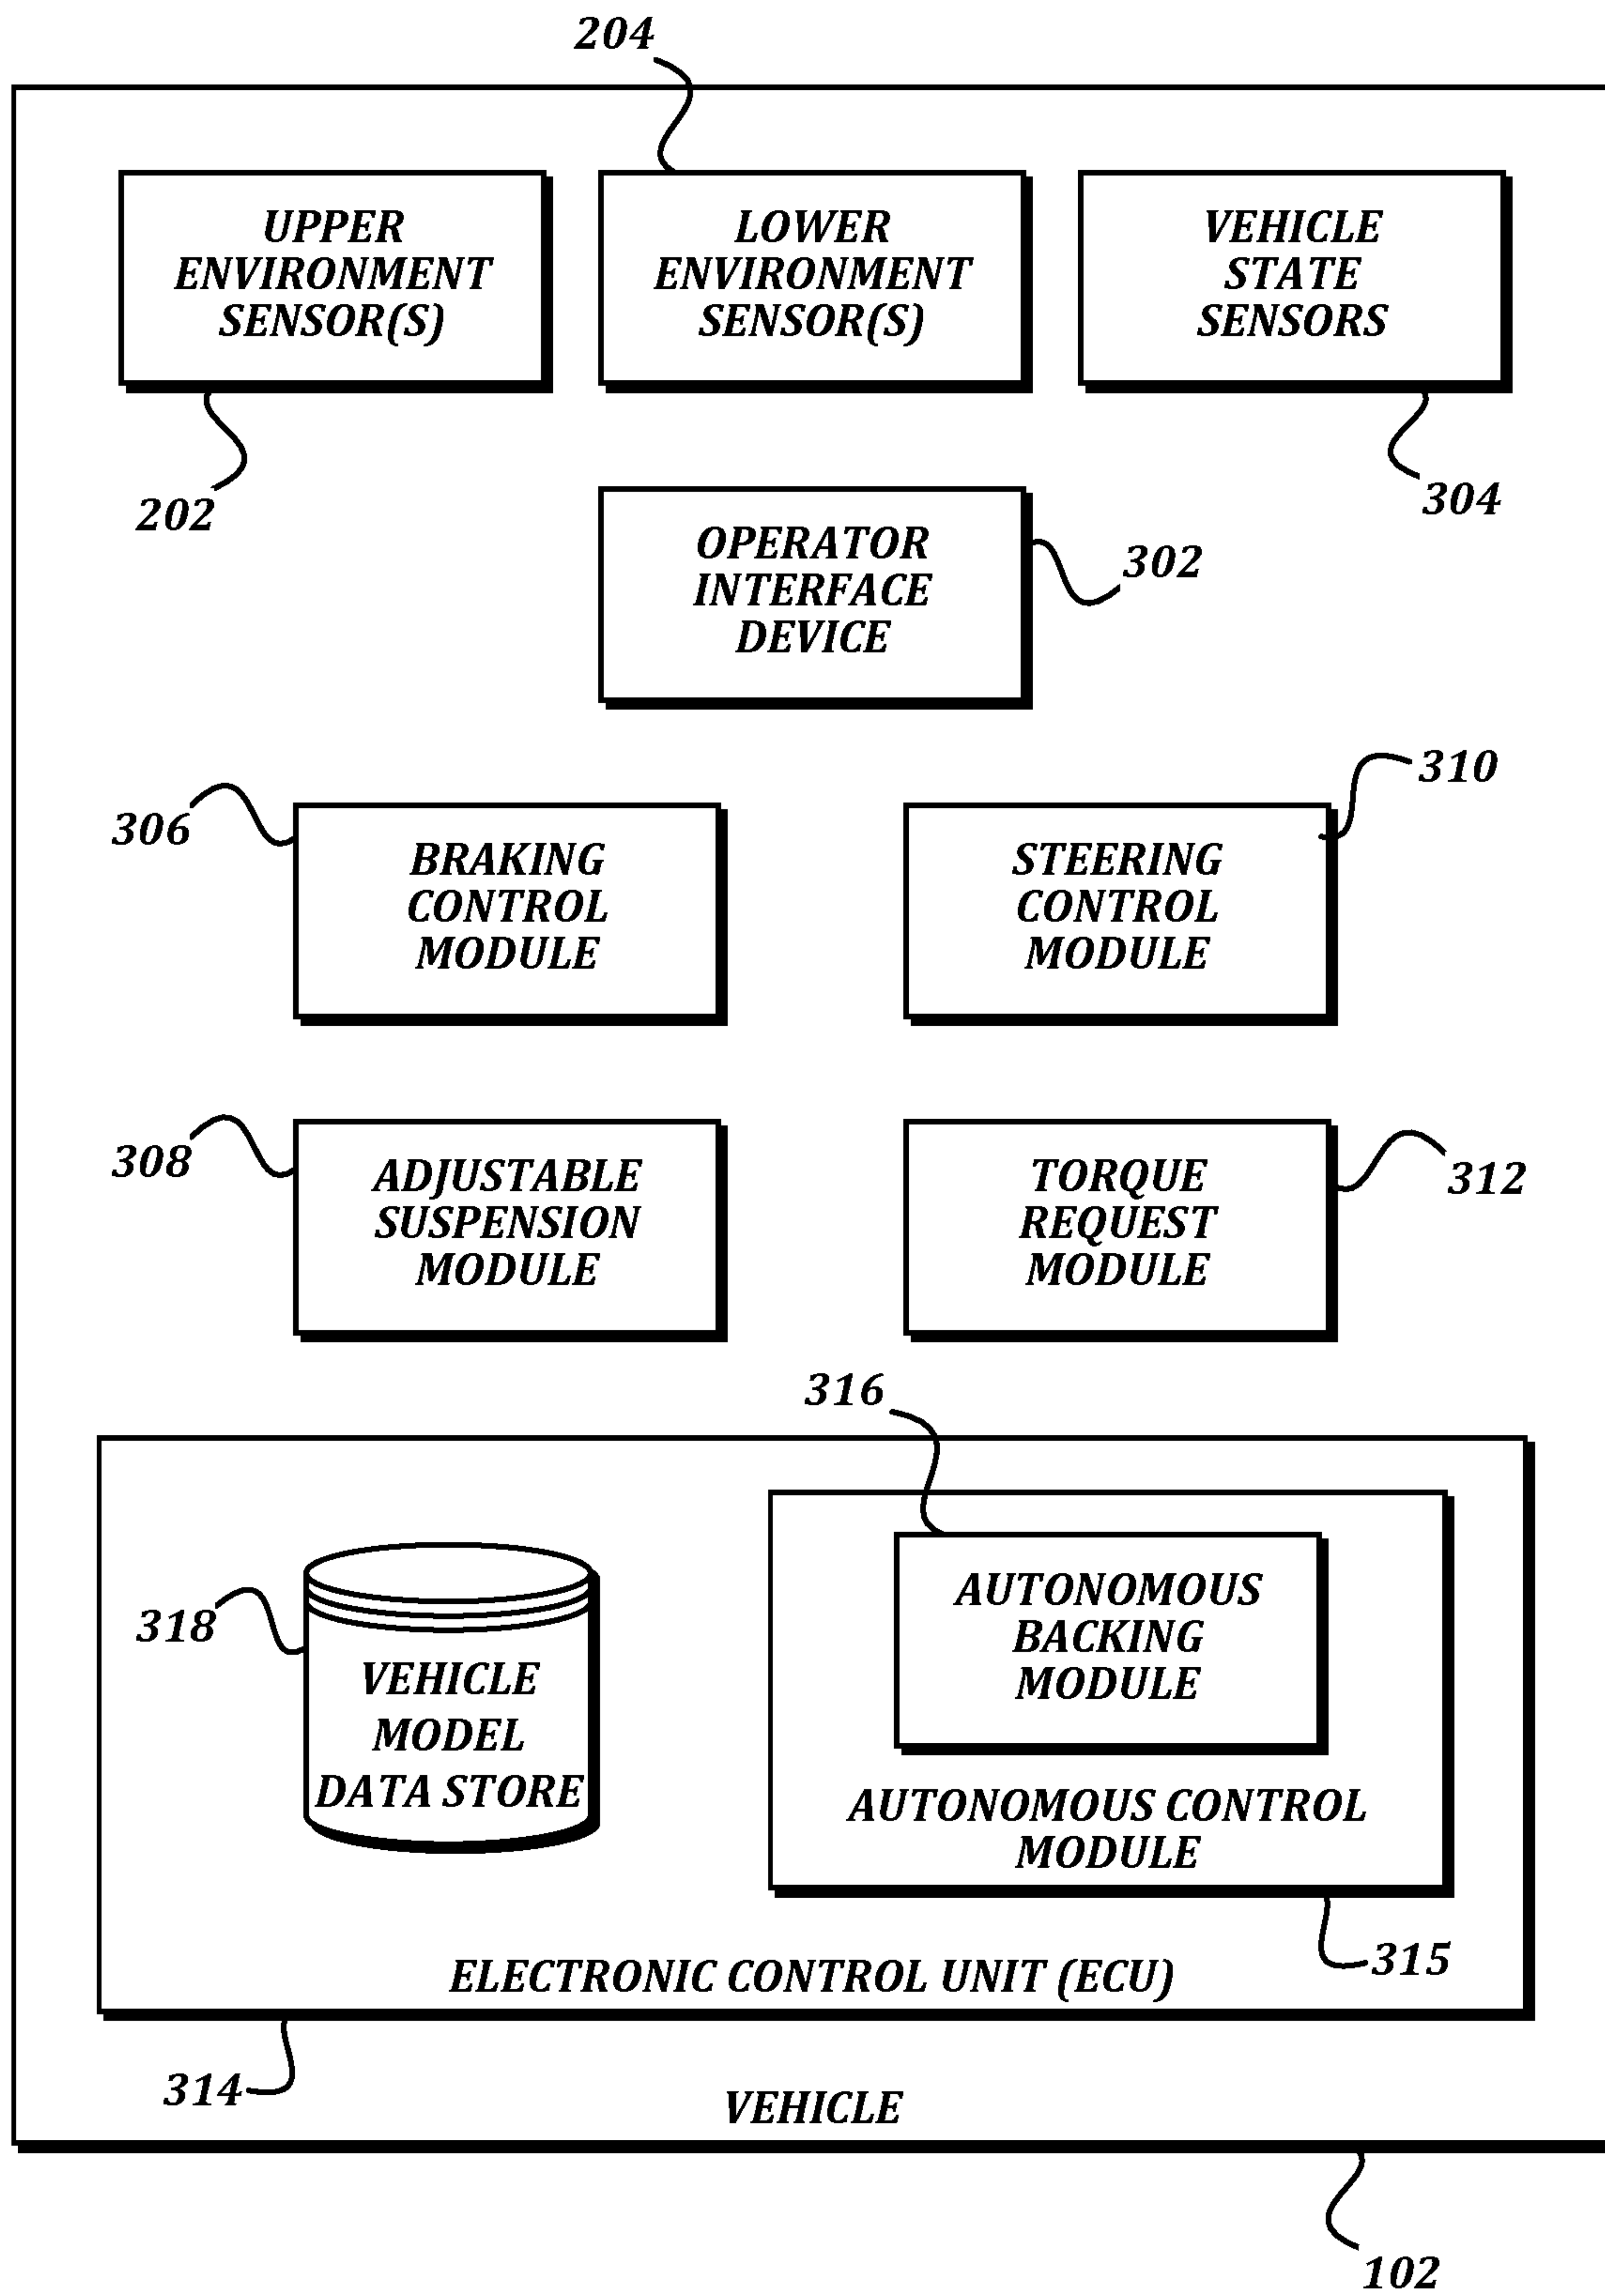 204
UPPER
ENVIRONMENT
SENSOR(S)
LOWER
ENVIRONMENT
SENSOR(S)
VEHICLE
STATE
SENSORS
202
304
OPERATOR
INTERFACE
DEVICE
302
306
BRAKING
CONTROL
MODULE
310
STEERING
CONTROL
MODULE
308
ADJUSTABLE
SUSPENSION
MODULE
TORQUE
REQUEST
MODULE
312
316
318
VEHICLE
MODEL
DATA STORE
AUTONOMOUS
BACKING
MODULE
AUTONOMOUS CONTROL
MODULE
315
ELECTRONIC CONTROL UNIT (ECU)
314
VEHICLE
102